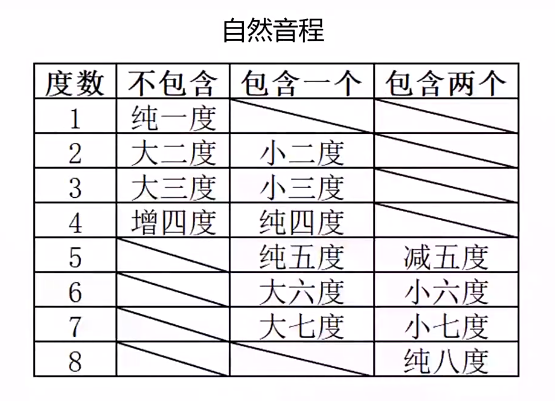 自然音程
度数 不包含 包含一个 包含两个
1 纯一度
2 大二度 小二度
3 大三度 小三度
4 增四度 纯四度
5 纯五度 减五度
6 大六度 小六度
7 大七度 小七度
8 纯八度